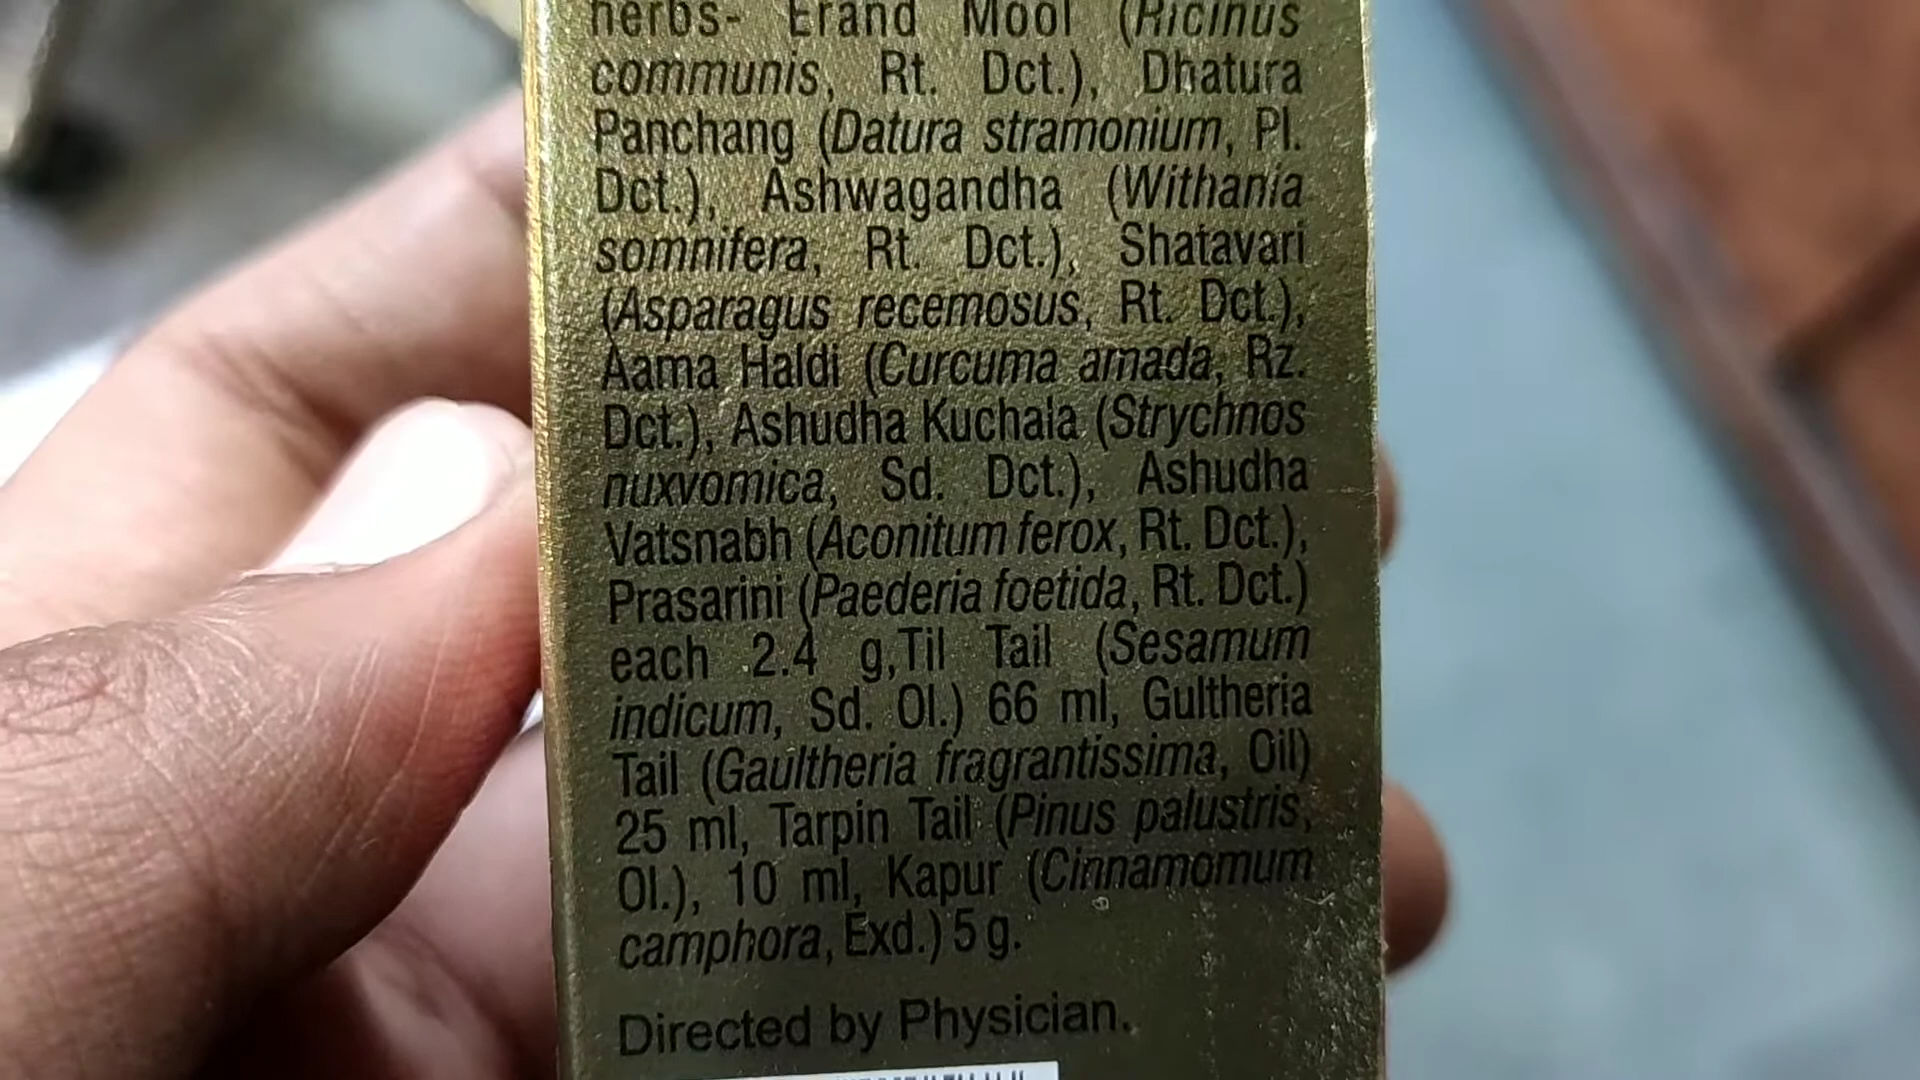 herbs- Erand Mool (Ricinus
communis, Rt. Dct.), Dhatura
Panchang (Datura stramonium, Pl.
Dct.), Ashwagandha (Withania
somnifera, Rt. Dct.), Shatavari
(Asparagus recemosus, Rt. Dct.),
Aama Haldi (Curcuma amada, Rz.
Dct.), Ashudha Kuchala (Strychnos
nuxvomica, Sd. Dct.), Ashudha
Vatsnabh (Aconitum ferox, Rt. Dct.),
Prasarini (Paederia foetida, Rt. Dct.)
each 2.4 g,Til Tail (Sesamum
indicum, Sd. Ol.) 66 ml, Gultheria
Tail (Gaultheria fragrantissima, Oil)
25 ml, Tarpin Tail (Pinus palustris,
Ol.), 10 ml, Kapur (Cinnamomum
camphora, Exd.) 5 g.
Directed by Physician.